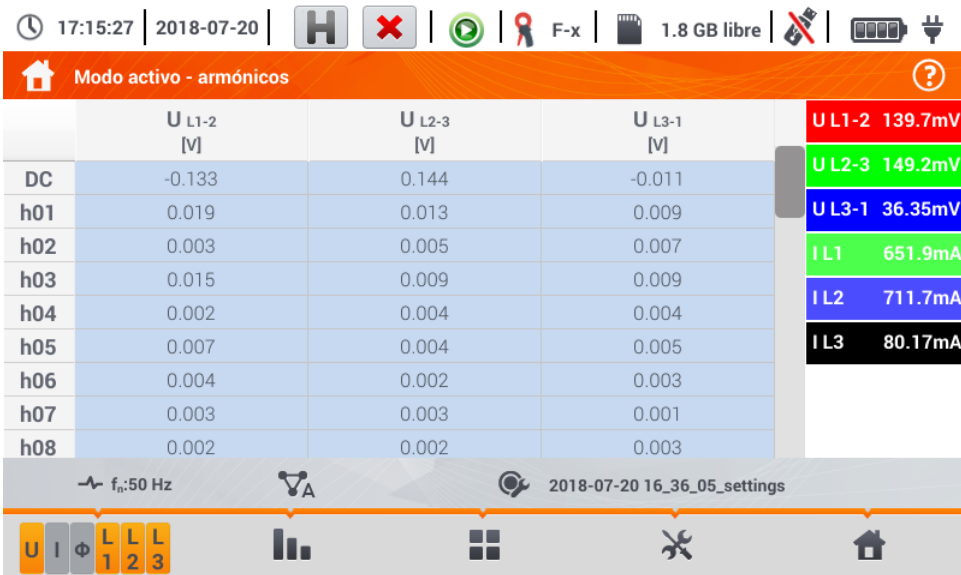 17:15:27 2018-07-20 H F-x 1.8 GB libre
Modo activo - armónicos ?
U L1-2 [V] U L2-3 [V] U L3-1 [V]
DC -0.133 0.144 -0.011
h01 0.019 0.013 0.009
h02 0.003 0.005 0.007
h03 0.015 0.009 0.009
h04 0.002 0.004 0.004
h05 0.007 0.004 0.005
h06 0.004 0.002 0.003
h07 0.003 0.003 0.001
h08 0.002 0.002 0.003
U L1-2 139.7mV
U L2-3 149.2mV
U L3-1 36.35mV
I L1 651.9mA
I L2 711.7mA
I L3 80.17mA
fn:50 Hz A 2018-07-20 16_36_05_settings
U I Φ L1 L2 L3